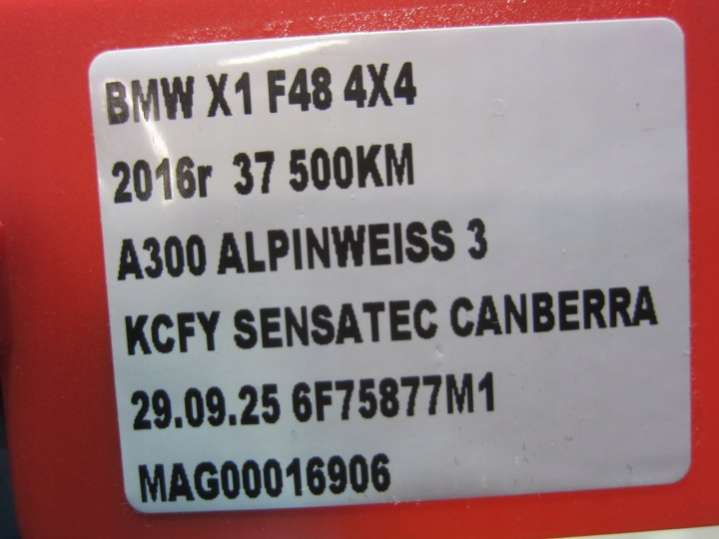 BMW X1 F48 4X4
2016r 37 500KM
A300 ALPINWEISS 3
KCFY SENSATEC CANBERRA
29.09.25 6F75877M1
MAG00016906